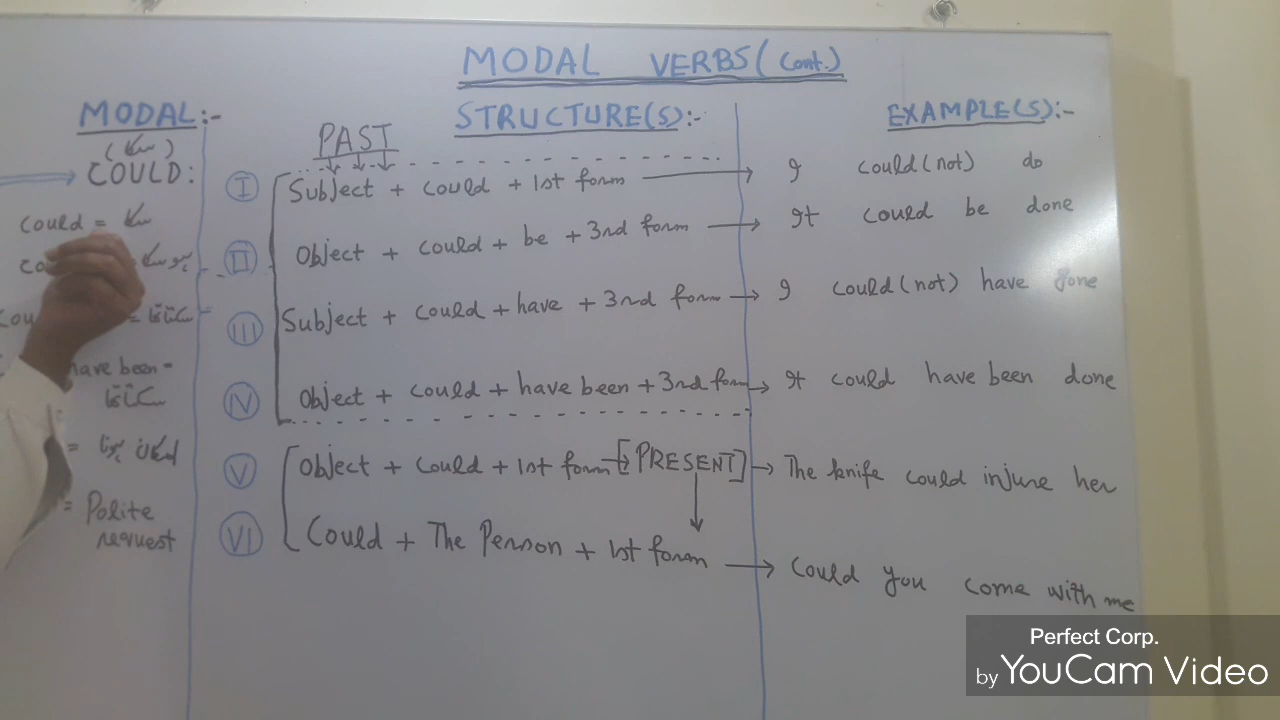 MODAL VERBS (Cont.)
MODAL:-
STRUCTURE(S):-
EXAMPLE(S):-
COULD:
could =
= Polite
request
have been =
PAST
I Subject + could + 1st form → I could(not) do
II Object + could + be + 3rd form → It could be done
III Subject + could + have + 3rd form → I could(not) have
IV Object + could + have been + 3rd form → It could have been done
V Object + could + 1st form → [PRESENT] → The knife could injure her
VI Could + The Person + 1st form → Could you come with me
Perfect Corp.
by YouCam Video